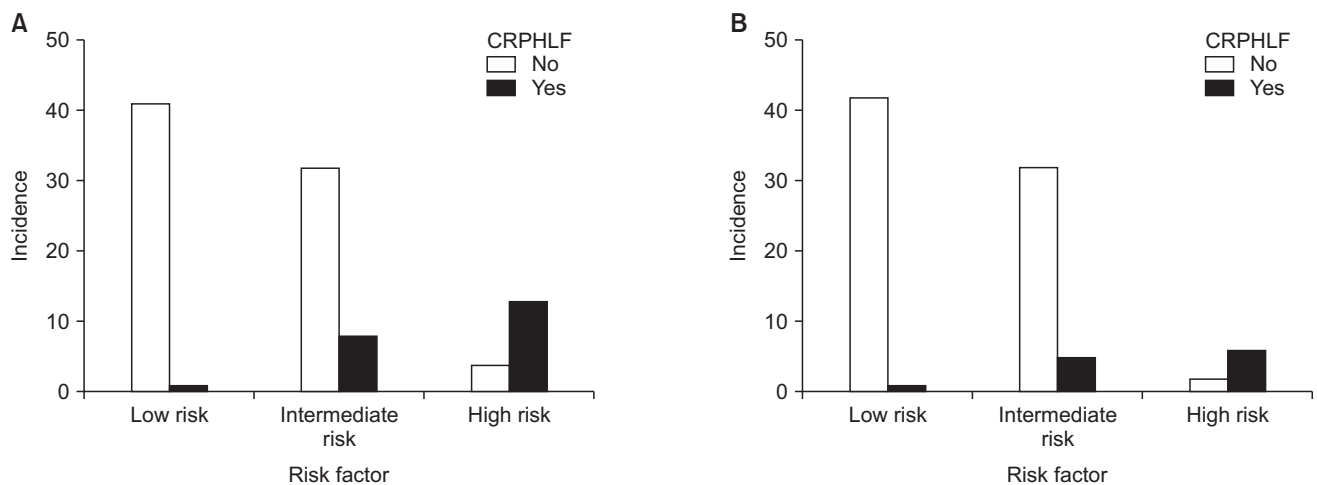 A
50
40
30
20
10
0
Incidence
CRPHLF
No
Yes
Low risk
Intermediate
risk
High risk
Risk factor
B
50
40
30
20
10
0
Incidence
CRPHLF
No
Yes
Low risk
Intermediate
risk
High risk
Risk factor